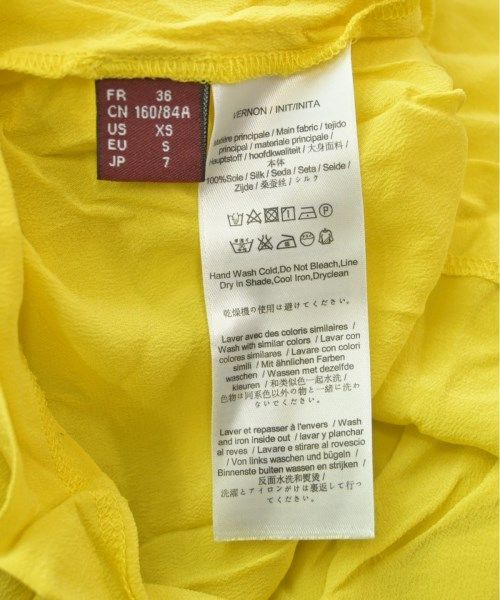 FR 36
CN 160/84A
US XS
EU S
JP 7
VERNON / INIT/INITA
Matière principale / Main fabric / tejido
principal / materiale principale /
Hauptstoff / hoofdkwaliteit / 大身面料 /
本体
100%Soie / Silk / Seda / Seta / Seide /
Zijde / 桑蚕丝 / シルク
Hand Wash Cold,Do Not Bleach,Line
Dry in Shade,Cool Iron,Dryclean
乾燥機の使用は避けてください。
Laver avec des coloris similaires /
Wash with similar colors / Lavar con
colores similares / Lavare con colori
simili / Mit ähnlichen Farben
waschen / Wassen met dezelfde
kleuren / 和类似色一起水洗 /
色物は同系色以外の物と一緒に洗わ
ないでください。
Laver et repasser à l'envers / Wash
and iron inside out / lavar y planchar
al reves / Lavare e stirare al rovescio
/ Von links waschen und bügeln /
Binnenste buiten wassen en strijken /
反面水洗和熨烫 /
洗濯とアイロンがけは裏返して行っ
てください。